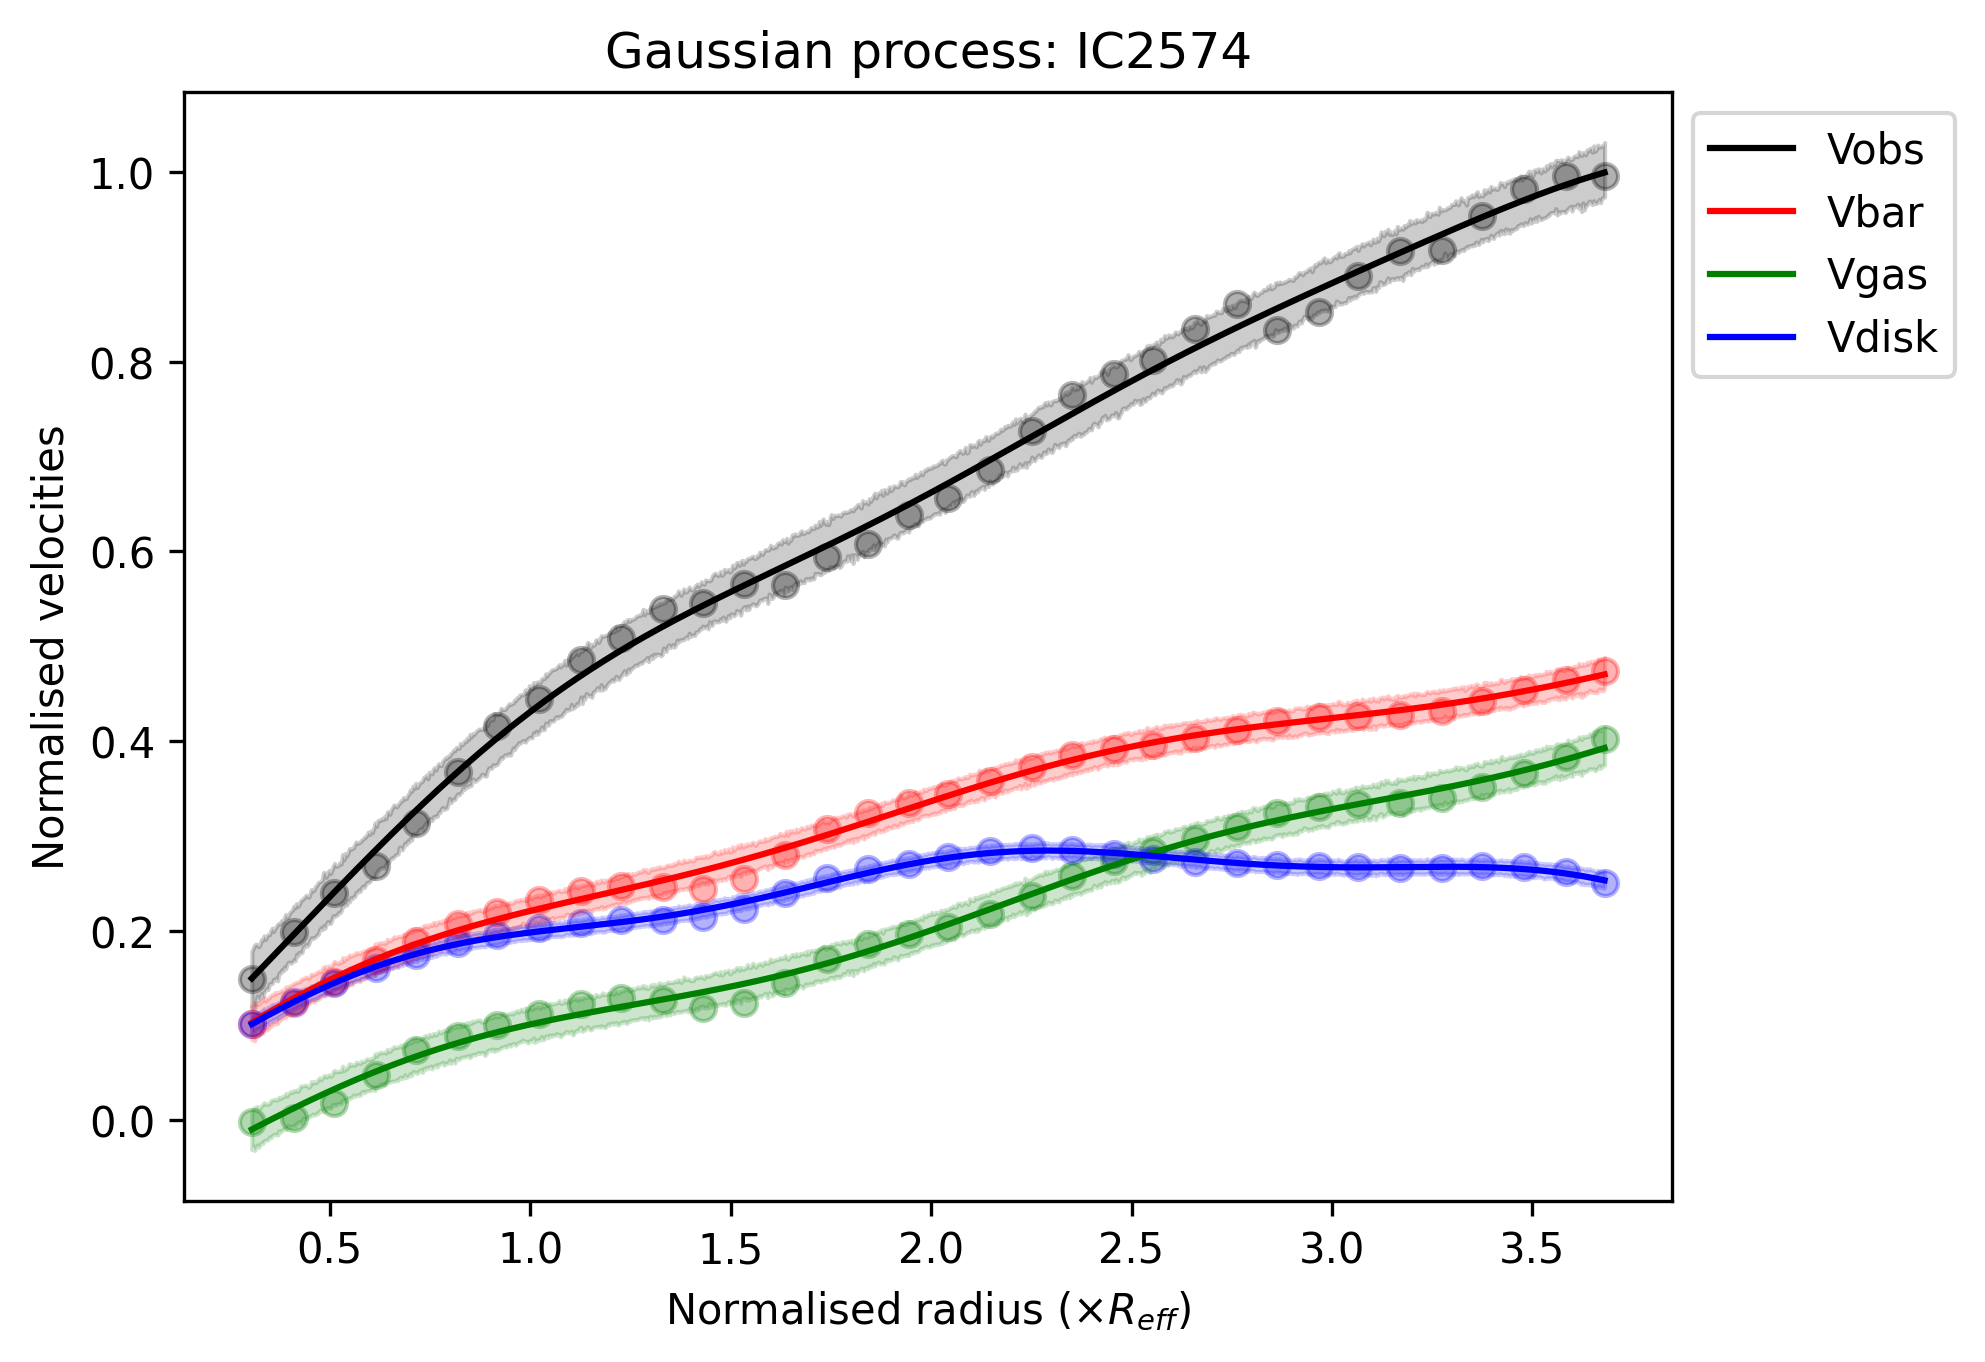 Gaussian process: IC2574
Vobs
Vbar
Vgas
Vdisk
Normalised velocities
1.0
0.8
0.6
0.4
0.2
0.0
0.5 1.0 1.5 2.0 2.5 3.0 3.5
Normalised radius (×R_eff)